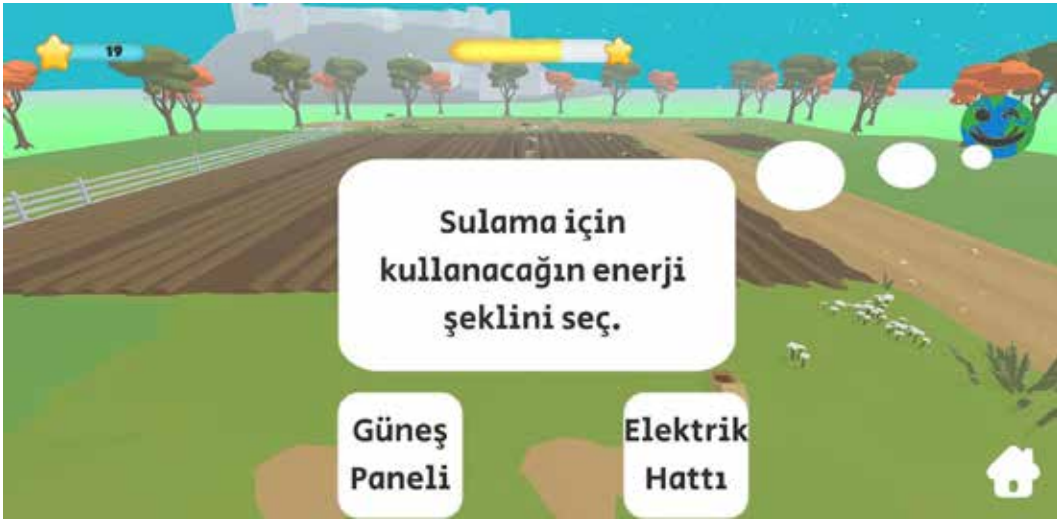 19
Sulama için
kullanacağın enerji
şeklini seç.
Güneş
Paneli
Elektrik
Hattı